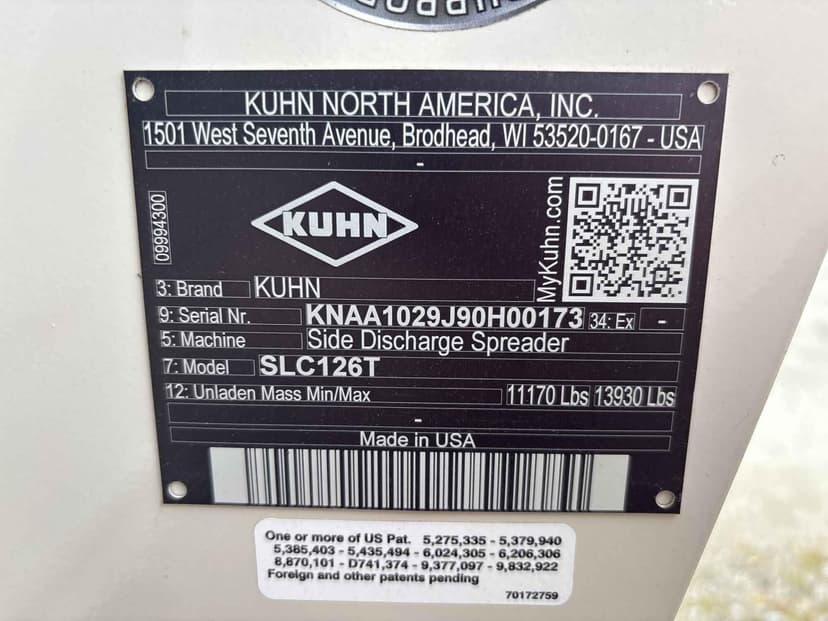 KUHN NORTH AMERICA, INC.
1501 West Seventh Avenue, Brodhead, WI 53520-0167 - USA
-
09994300
KUHN
MyKuhn.com
3: Brand KUHN
9: Serial Nr. KNAA1029J90H00173 34: Ex -
5: Machine Side Discharge Spreader
7: Model SLC126T
12: Unladen Mass Min/Max 11170 Lbs 13930 Lbs
-
Made in USA
One or more of US Pat. 5,275,335 - 5,379,940
5,385,403 - 5,435,494 - 6,024,305 - 6,206,306
8,870,101 - D741,374 - 9,377,097 - 9,832,922
Foreign and other patents pending
70172759